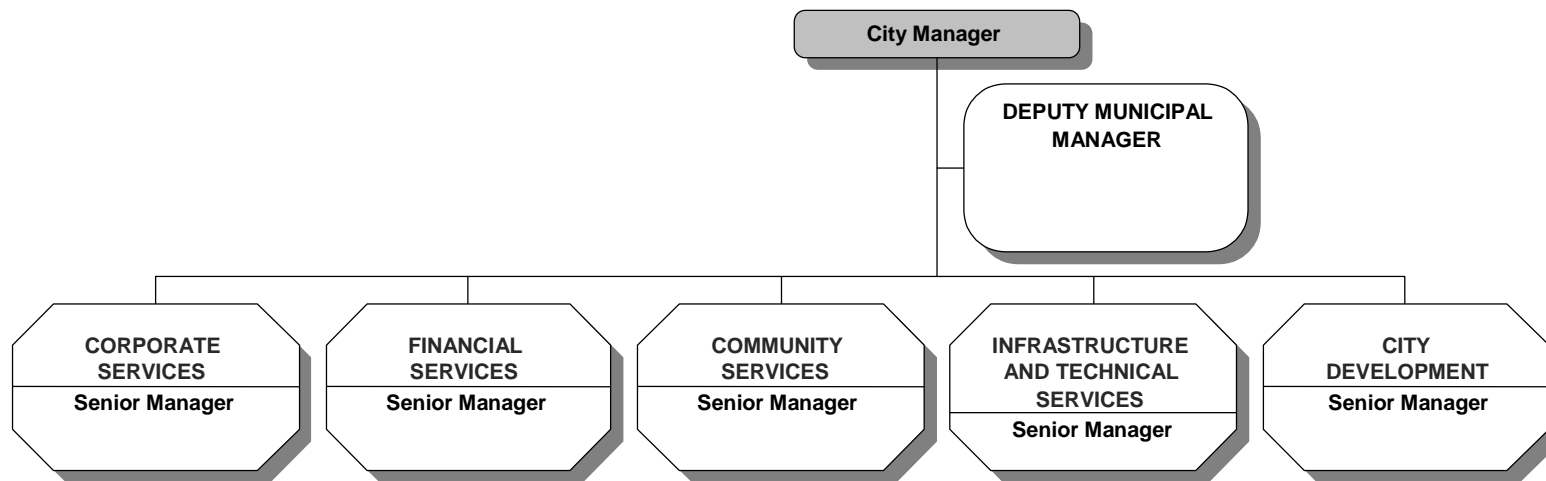 City Manager
DEPUTY MUNICIPAL
MANAGER
CORPORATE
SERVICES
Senior Manager
FINANCIAL
SERVICES
Senior Manager
COMMUNITY
SERVICES
Senior Manager
INFRASTRUCTURE
AND TECHNICAL
SERVICES
Senior Manager
CITY
DEVELOPMENT
Senior Manager